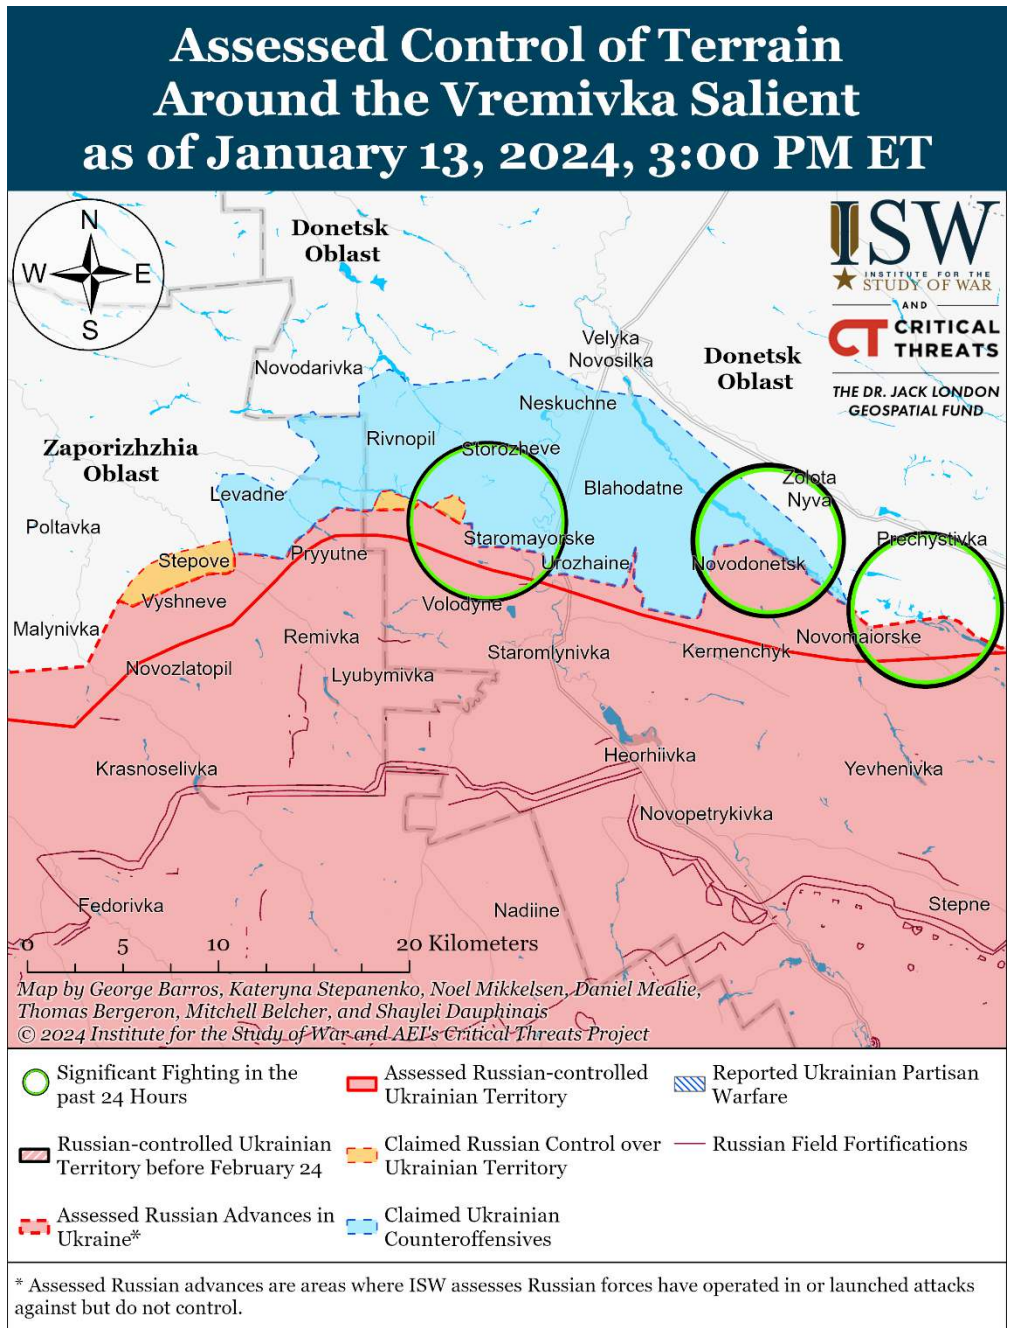 Assessed Control of Terrain
Around the Vremivka Salient
as of January 13, 2024, 3:00 PM ET
N
W
E
S
Donetsk
Oblast
ISW
INSTITUTE FOR THE
STUDY OF WAR
AND
CT CRITICAL
THREATS
THE DR. JACK LONDON
GEOSPATIAL FUND
Velyka
Novosilka
Donetsk
Oblast
Novodarivka
Neskuchne
Zaporizhzhia
Oblast
Rivnopil
Storozheve
Zolota
Nyva
Levadne
Blahodatne
Poltavka
Staromayorske
Prechystivka
Stepove
Pryyutne
Urozhaine
Novodonetsk
Vyshneve
Volodyne
Malynivka
Remivka
Novomaiorske
Staromlynivka
Kermenchyk
Novozlatopil
Lyubymivka
Heorhiivka
Krasnoselivka
Yevhenivka
Novopetrykivka
Fedorivka
Nadiine
Stepne
0 5 10 20 Kilometers
Map by George Barros, Kateryna Stepanenko, Noel Mikkelsen, Daniel Mealie,
Thomas Bergeron, Mitchell Belcher, and Shaylei Dauphinais
© 2024 Institute for the Study of War and AEI's Critical Threats Project
Significant Fighting in the
past 24 Hours
Russian-controlled Ukrainian
Territory before February 24
Assessed Russian Advances in
Ukraine*
Assessed Russian-controlled
Ukrainian Territory
Claimed Russian Control over
Ukrainian Territory
Claimed Ukrainian
Counteroffensives
Reported Ukrainian Partisan
Warfare
Russian Field Fortifications
* Assessed Russian advances are areas where ISW assesses Russian forces have operated in or launched attacks
against but do not control.